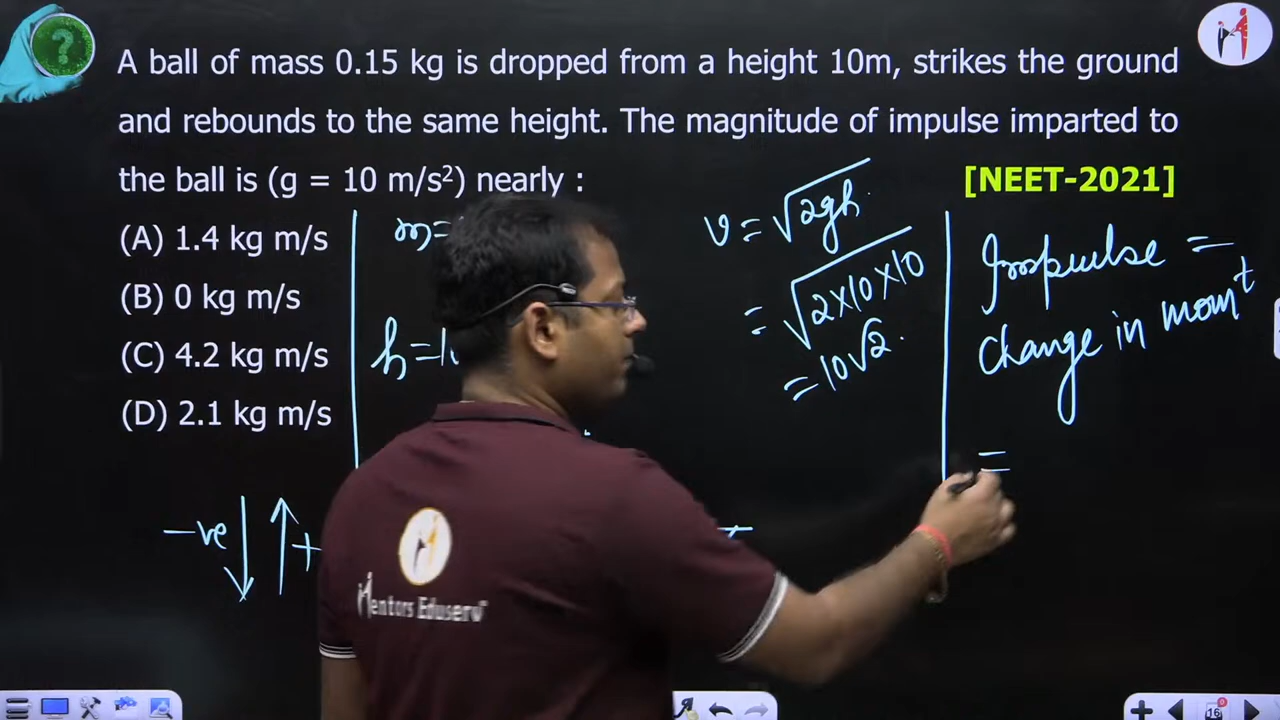 A ball of mass 0.15 kg is dropped from a height 10m, strikes the ground
and rebounds to the same height. The magnitude of impulse imparted to
the ball is (g = 10 m/s²) nearly :
[NEET-2021]
(A) 1.4 kg m/s
(B) 0 kg m/s
(C) 4.2 kg m/s
(D) 2.1 kg m/s
m=
h=1
v = √2gh
= √2×10×10
= 10√2.
Impulse =
Change in momt
=
-ve ↓ ↑ +
Mentors Eduserv
16